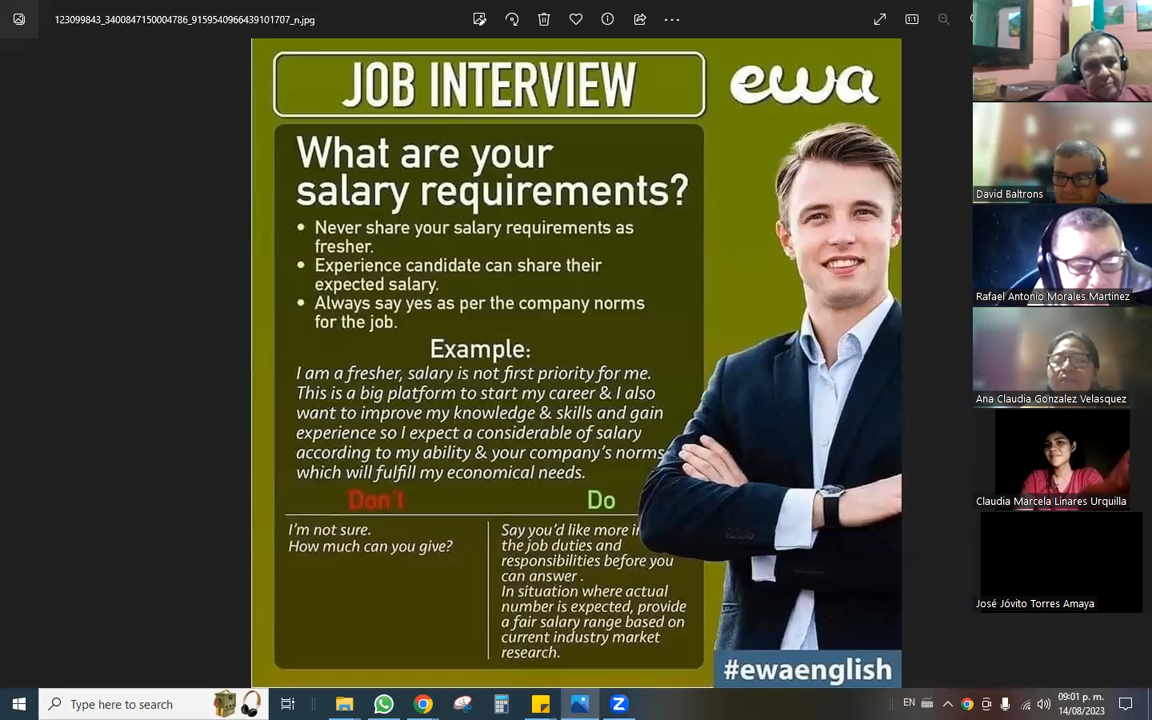 123099843_3400847150004786_9159540966439101707_n.jpg
JOB INTERVIEW
ewa
What are your
salary requirements?
• Never share your salary requirements as
fresher.
• Experience candidate can share their
expected salary.
• Always say yes as per the company norms
for the job.
Example:
I am a fresher, salary is not first priority for me.
This is a big platform to start my career & I also
want to improve my knowledge & skills and gain
experience so I expect a considerable of salary
according to my ability & your company's norms
which will fulfill my economical needs.
Don't
Do
I'm not sure.
How much can you give?
Say you'd like more
the job duties and
responsibilities before you
can answer .
In situation where actual
number is expected, provide
a fair salary range based on
current industry market
research.
#ewaenglish
David Baltrons
Rafael Antonio Morales Martinez
Ana Claudia Gonzalez Velasquez
Claudia Marcela Linares Urquilla
José Jóvito Torres Amaya
Type here to search
EN
09:01 p. m.
14/08/2023